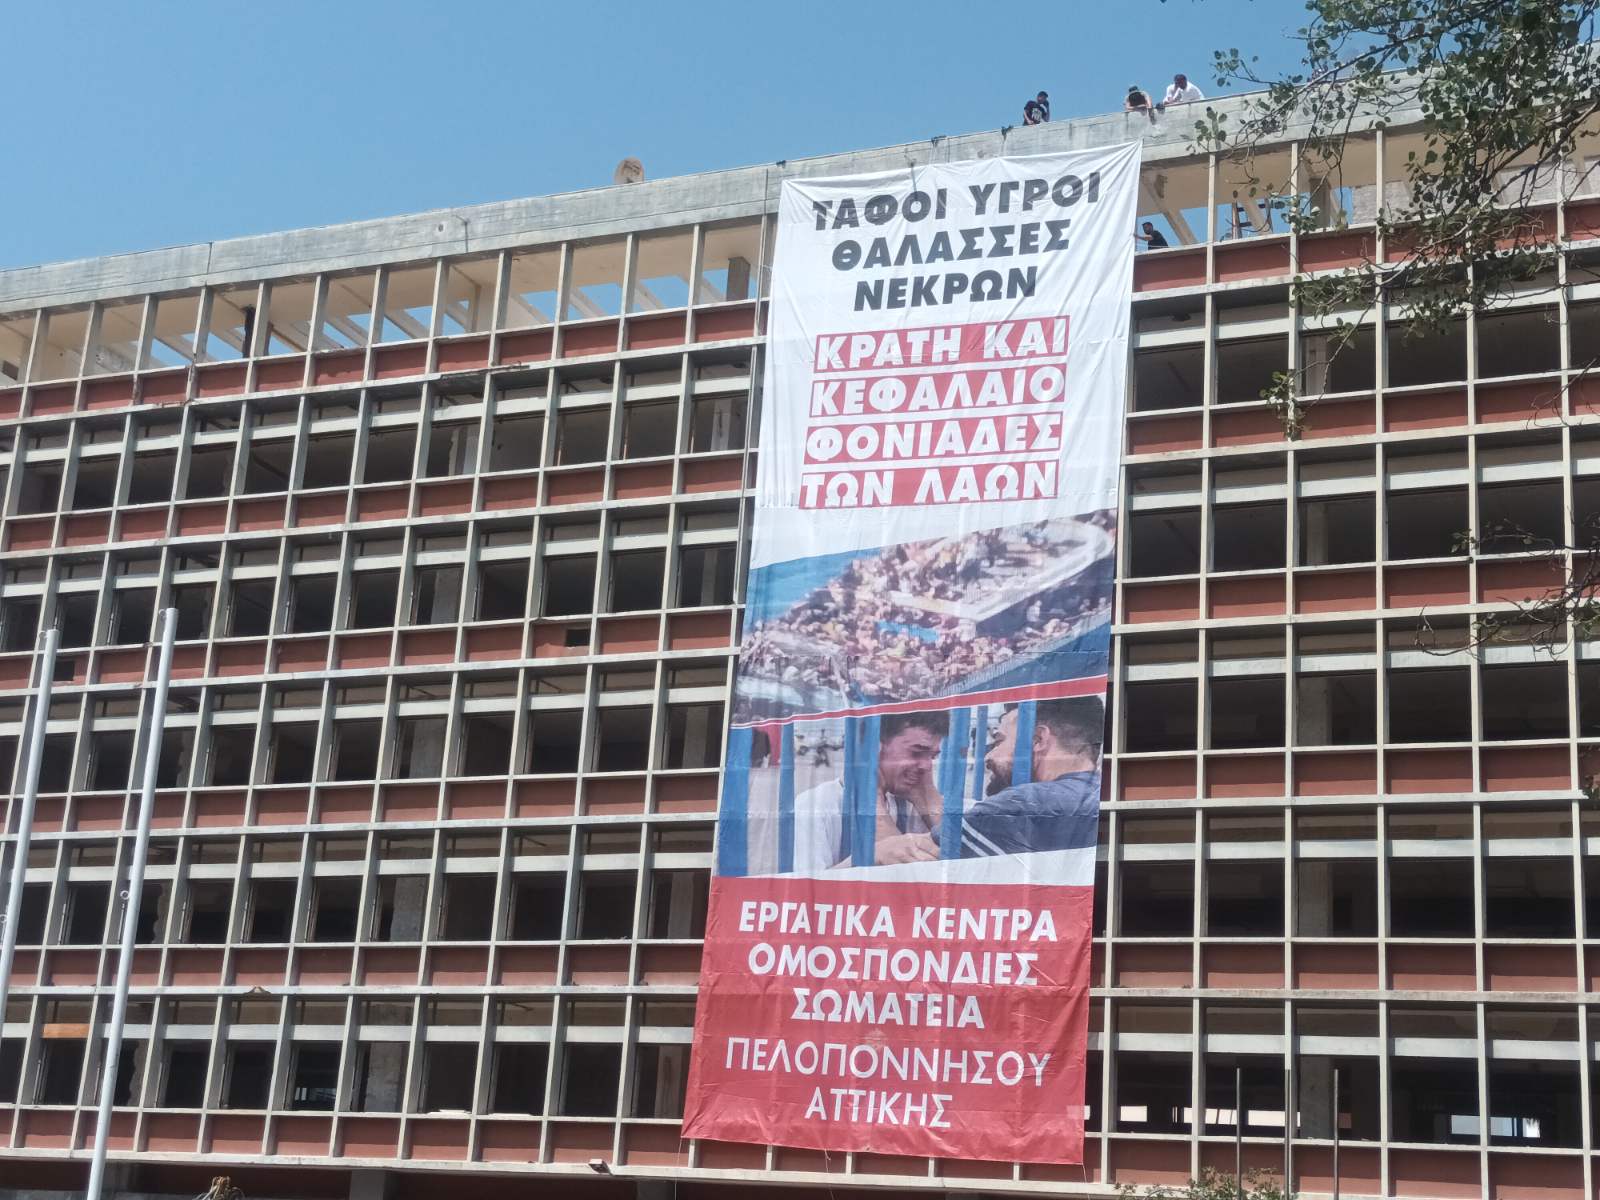 ΤΑΦΟΙ ΥΓΡΟΙ
ΘΑΛΑΣΣΕΣ
ΝΕΚΡΩΝ
ΚΡΑΤΗ ΚΑΙ
ΚΕΦΑΛΑΙΟ
ΦΟΝΙΑΔΕΣ
ΤΩΝ ΛΑΩΝ
ΕΡΓΑΤΙΚΑ ΚΕΝΤΡΑ
ΟΜΟΣΠΟΝΔΙΕΣ
ΣΩΜΑΤΕΙΑ
ΠΕΛΟΠΟΝΝΗΣΟΥ
ΑΤΤΙΚΗΣ